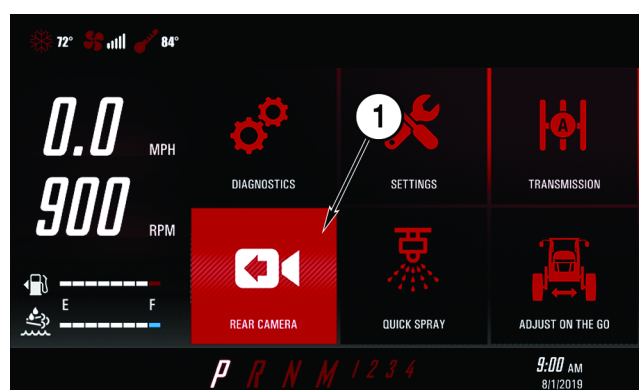 72° 84°
0.0 MPH
900 RPM
E F
1
DIAGNOSTICS SETTINGS TRANSMISSION
A
REAR CAMERA QUICK SPRAY ADJUST ON THE GO
P R N M 1 2 3 4
9:00 AM
8/1/2019